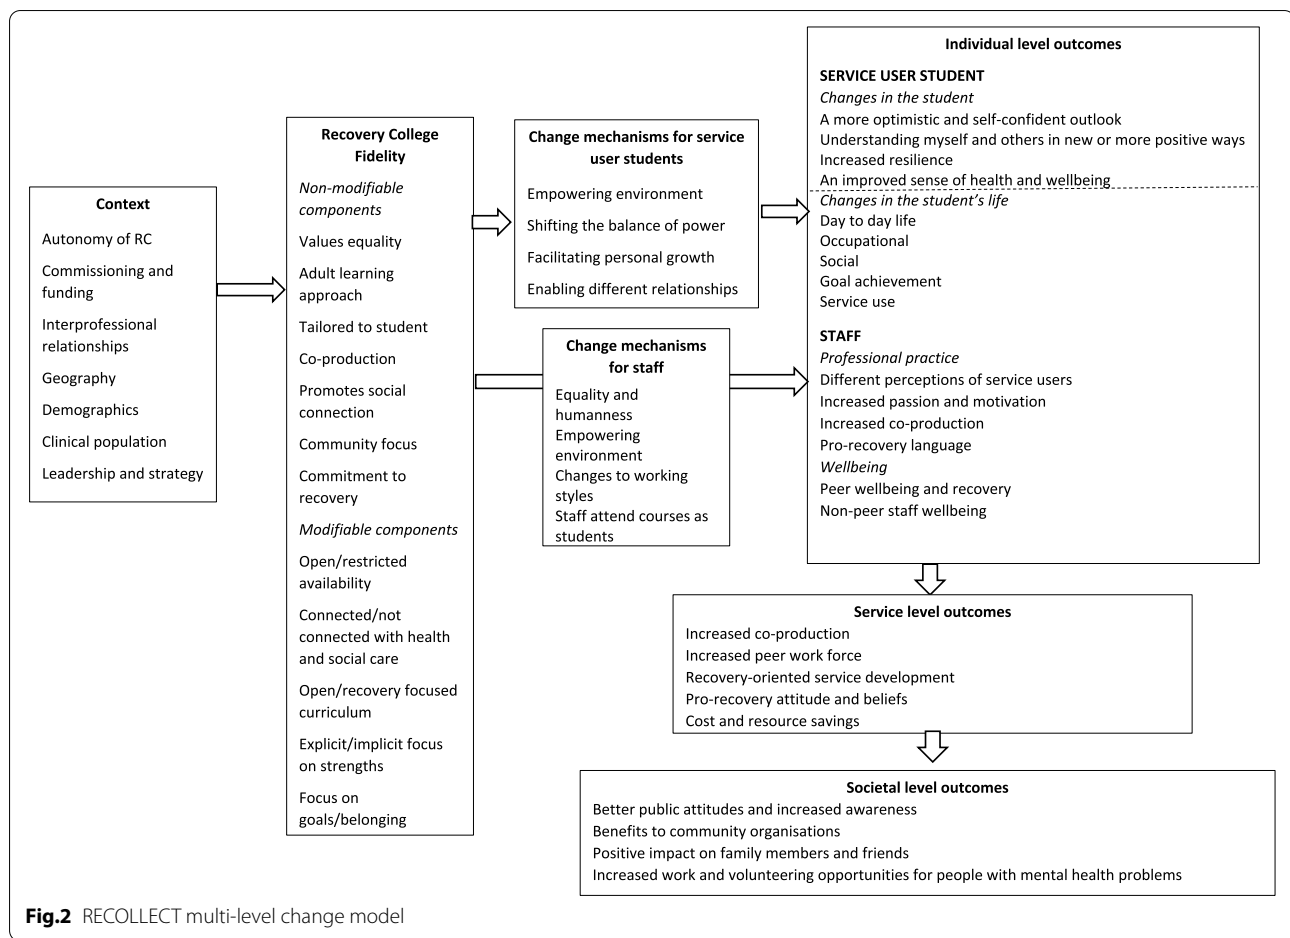 Context
Autonomy of RC
Commissioning and
funding
Interprofessional
relationships
Geography
Demographics
Clinical population
Leadership and strategy
Recovery College
Fidelity
Non-modifiable
components
Values equality
Adult learning
approach
Tailored to student
Co-production
Promotes social
connection
Community focus
Commitment to
recovery
Modifiable components
Open/restricted
availability
Connected/not
connected with health
and social care
Open/recovery focused
curriculum
Explicit/implicit focus
on strengths
Focus on
goals/belonging
Change mechanisms for service
user students
Empowering environment
Shifting the balance of power
Facilitating personal growth
Enabling different relationships
Change mechanisms
for staff
Equality and
humanness
Empowering
environment
Changes to working
styles
Staff attend courses as
students
Individual level outcomes
SERVICE USER STUDENT
Changes in the student
A more optimistic and self-confident outlook
Understanding myself and others in new or more positive ways
Increased resilience
An improved sense of health and wellbeing
Changes in the student's life
Day to day life
Occupational
Social
Goal achievement
Service use
STAFF
Professional practice
Different perceptions of service users
Increased passion and motivation
Increased co-production
Pro-recovery language
Wellbeing
Peer wellbeing and recovery
Non-peer staff wellbeing
Service level outcomes
Increased co-production
Increased peer work force
Recovery-oriented service development
Pro-recovery attitude and beliefs
Cost and resource savings
Societal level outcomes
Better public attitudes and increased awareness
Benefits to community organisations
Positive impact on family members and friends
Increased work and volunteering opportunities for people with mental health problems
Fig.2 RECOLLECT multi-level change model